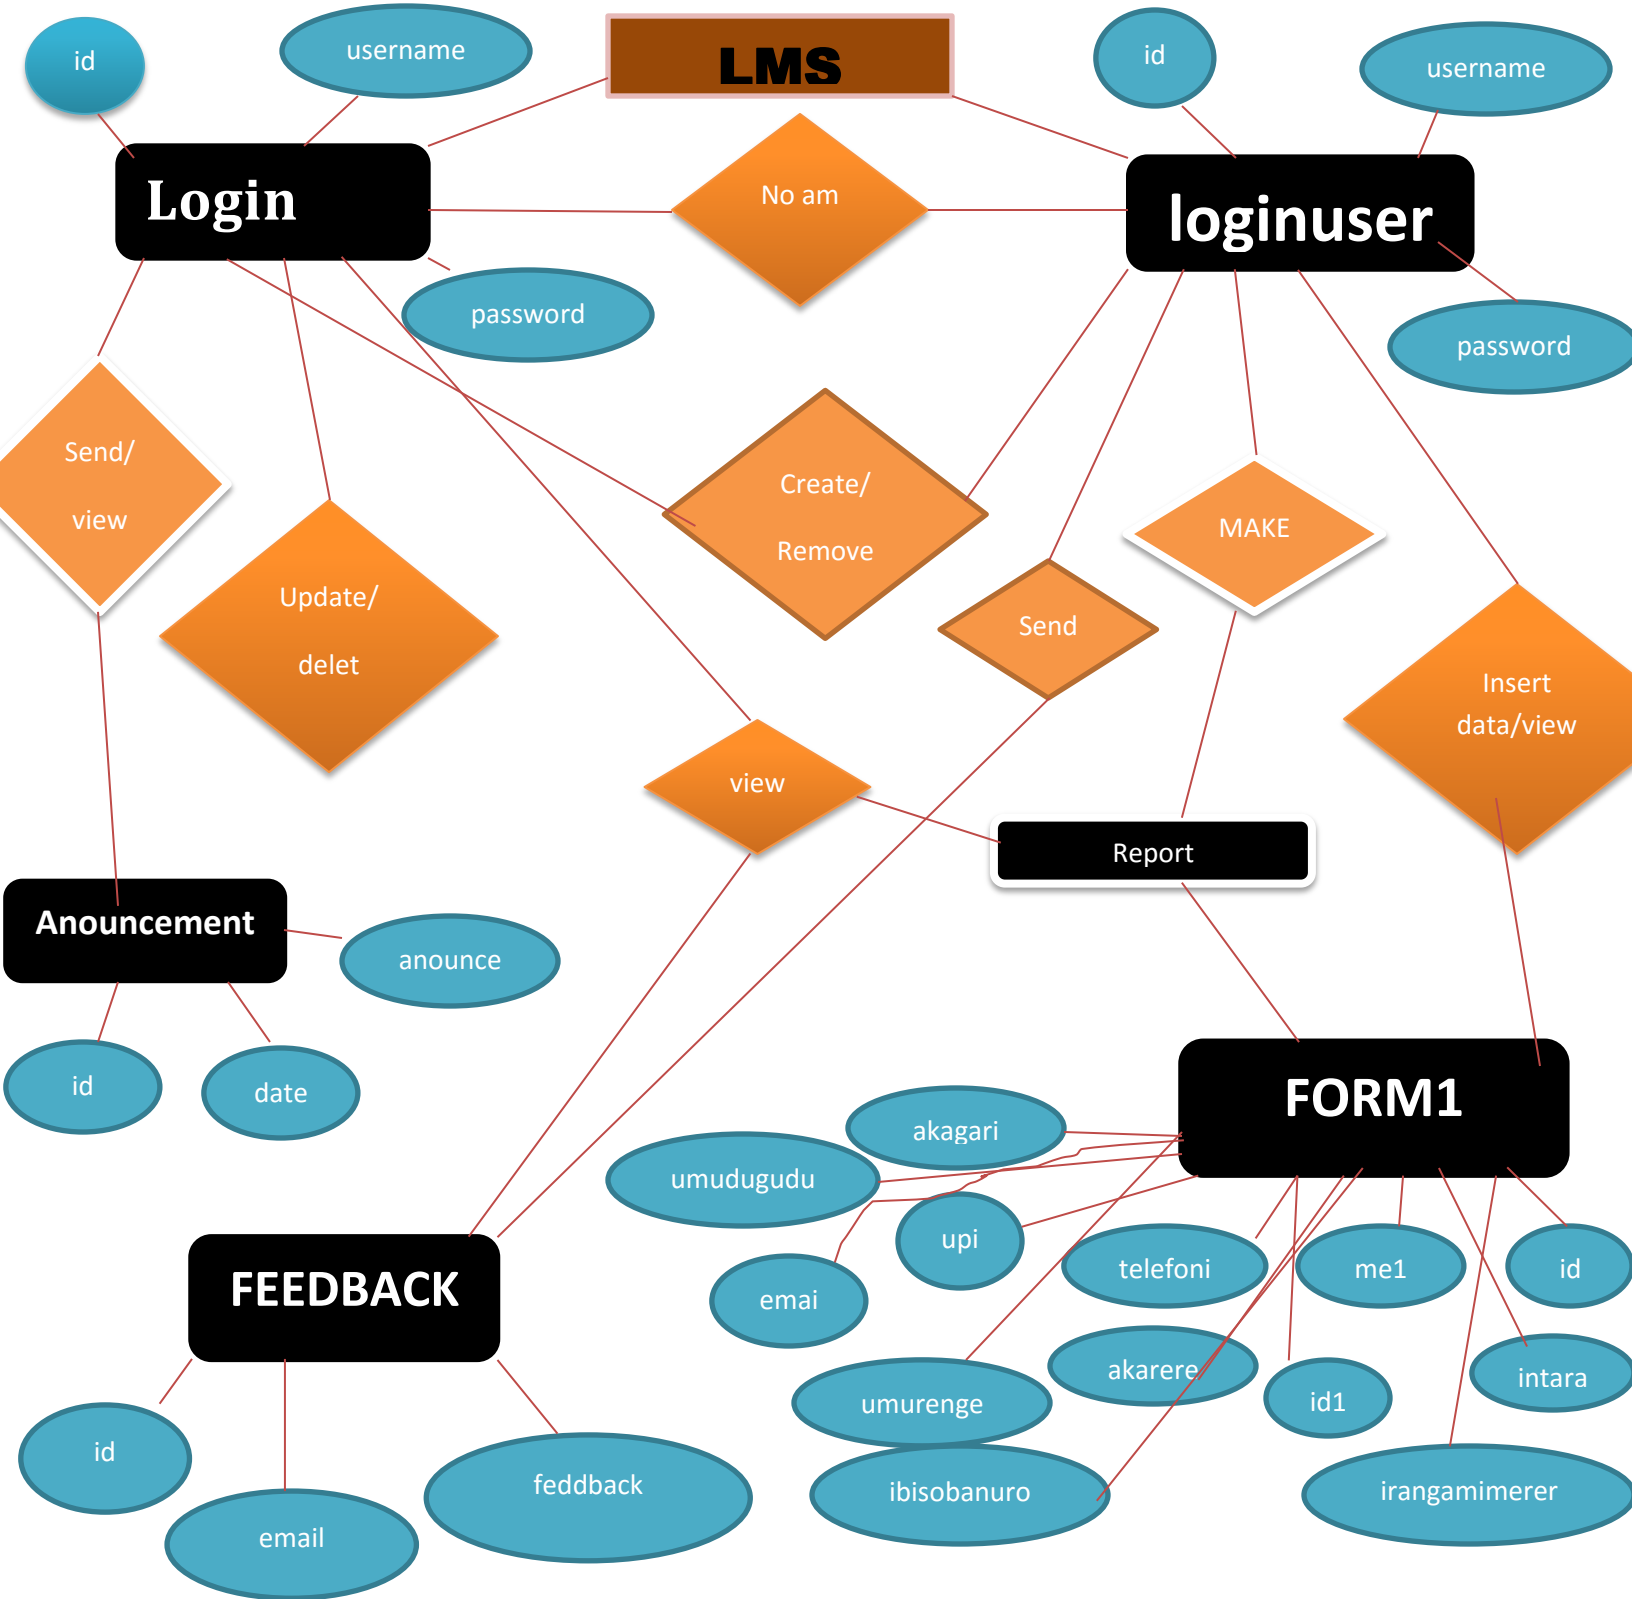 id
username
LMS
id
username
Login
No am
loginuser
password
password
Send/
view
Create/
Remove
MAKE
Update/
delet
Send
Insert
data/view
view
Report
Anouncement
anounce
id
date
FORM1
akagari
umudugudu
upi
telefoni
me1
id
emai
FEEDBACK
akarere
id1
intara
umurenge
id
feddback
ibisobanuro
irangamimerer
email